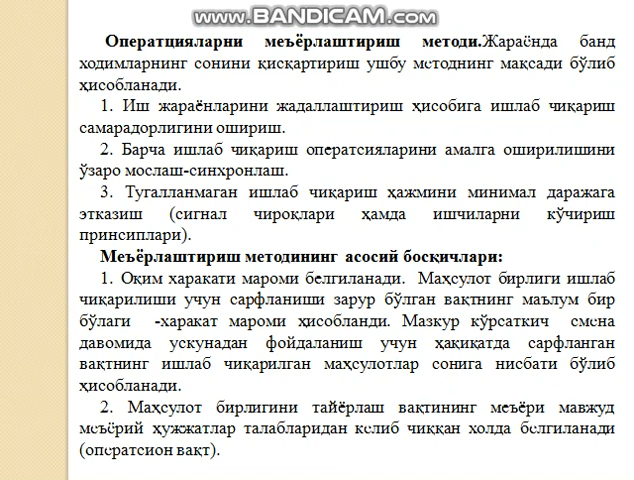 www.BANDICAM.com
Оператцияларни меъёрлаштириш методи.Жараёнда банд
ходимларнинг сонини қисқартириш ушбу методнинг мақсади бўлиб
ҳисобланади.
1. Иш жараёнларини жадаллаштириш ҳисобига ишлаб чиқариш
самарадорлигини ошириш.
2. Барча ишлаб чиқариш оператсияларини амалга оширилишини
ўзаро мослаш-синхронлаш.
3. Тугалланмаган ишлаб чиқариш ҳажмини минимал даражага
этказиш (сигнал чироқлари ҳамда ишчиларни кўчириш
принсиплари).
Меъёрлаштириш методининг асосий босқичлари:
1. Оқим харакати мароми белгиланади. Маҳсулот бирлиги ишлаб
чиқарилиши учун сарфланиши зарур бўлган вақтнинг маълум бир
бўлаги -харакат мароми ҳисобланди. Мазкур кўрсаткич смена
давомида ускунадан фойдаланиш учун ҳақиқатда сарфланган
вақтнинг ишлаб чиқарилган маҳсулотлар сонига нисбати бўлиб
ҳисобланади.
2. Маҳсулот бирлигини тайёрлаш вақтининг меъёри мавжуд
меъёрий ҳужжатлар талабларидан келиб чиққан холда белгиланади
(оператсион вақт).